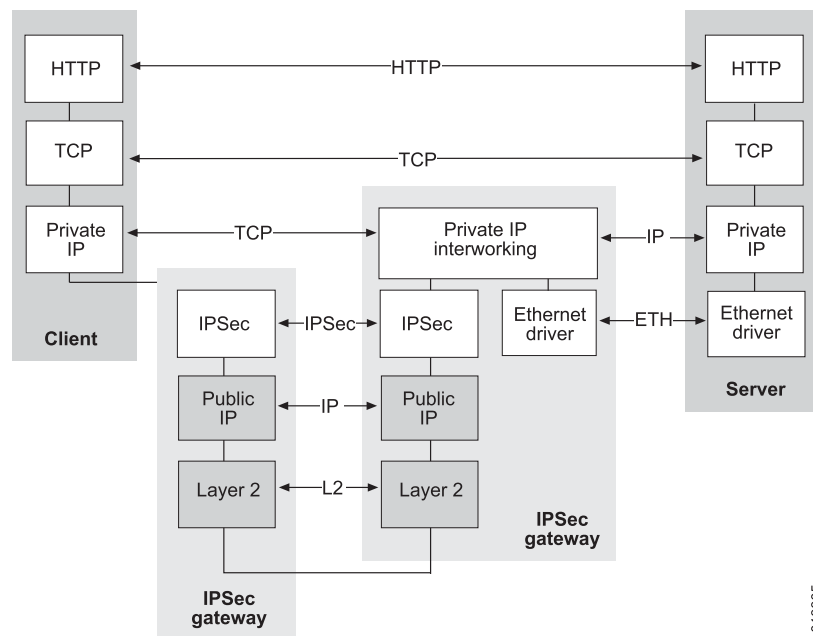 HTTP
HTTP
HTTP
TCP
TCP
TCP
Private
IP
TCP
Private IP
interworking
IP
Private
IP
IPSec
IPSec
IPSec
Ethernet
driver
ETH
Ethernet
driver
Client
Server
Public
IP
IP
Public
IP
Layer 2
L2
Layer 2
IPSec
gateway
IPSec
gateway